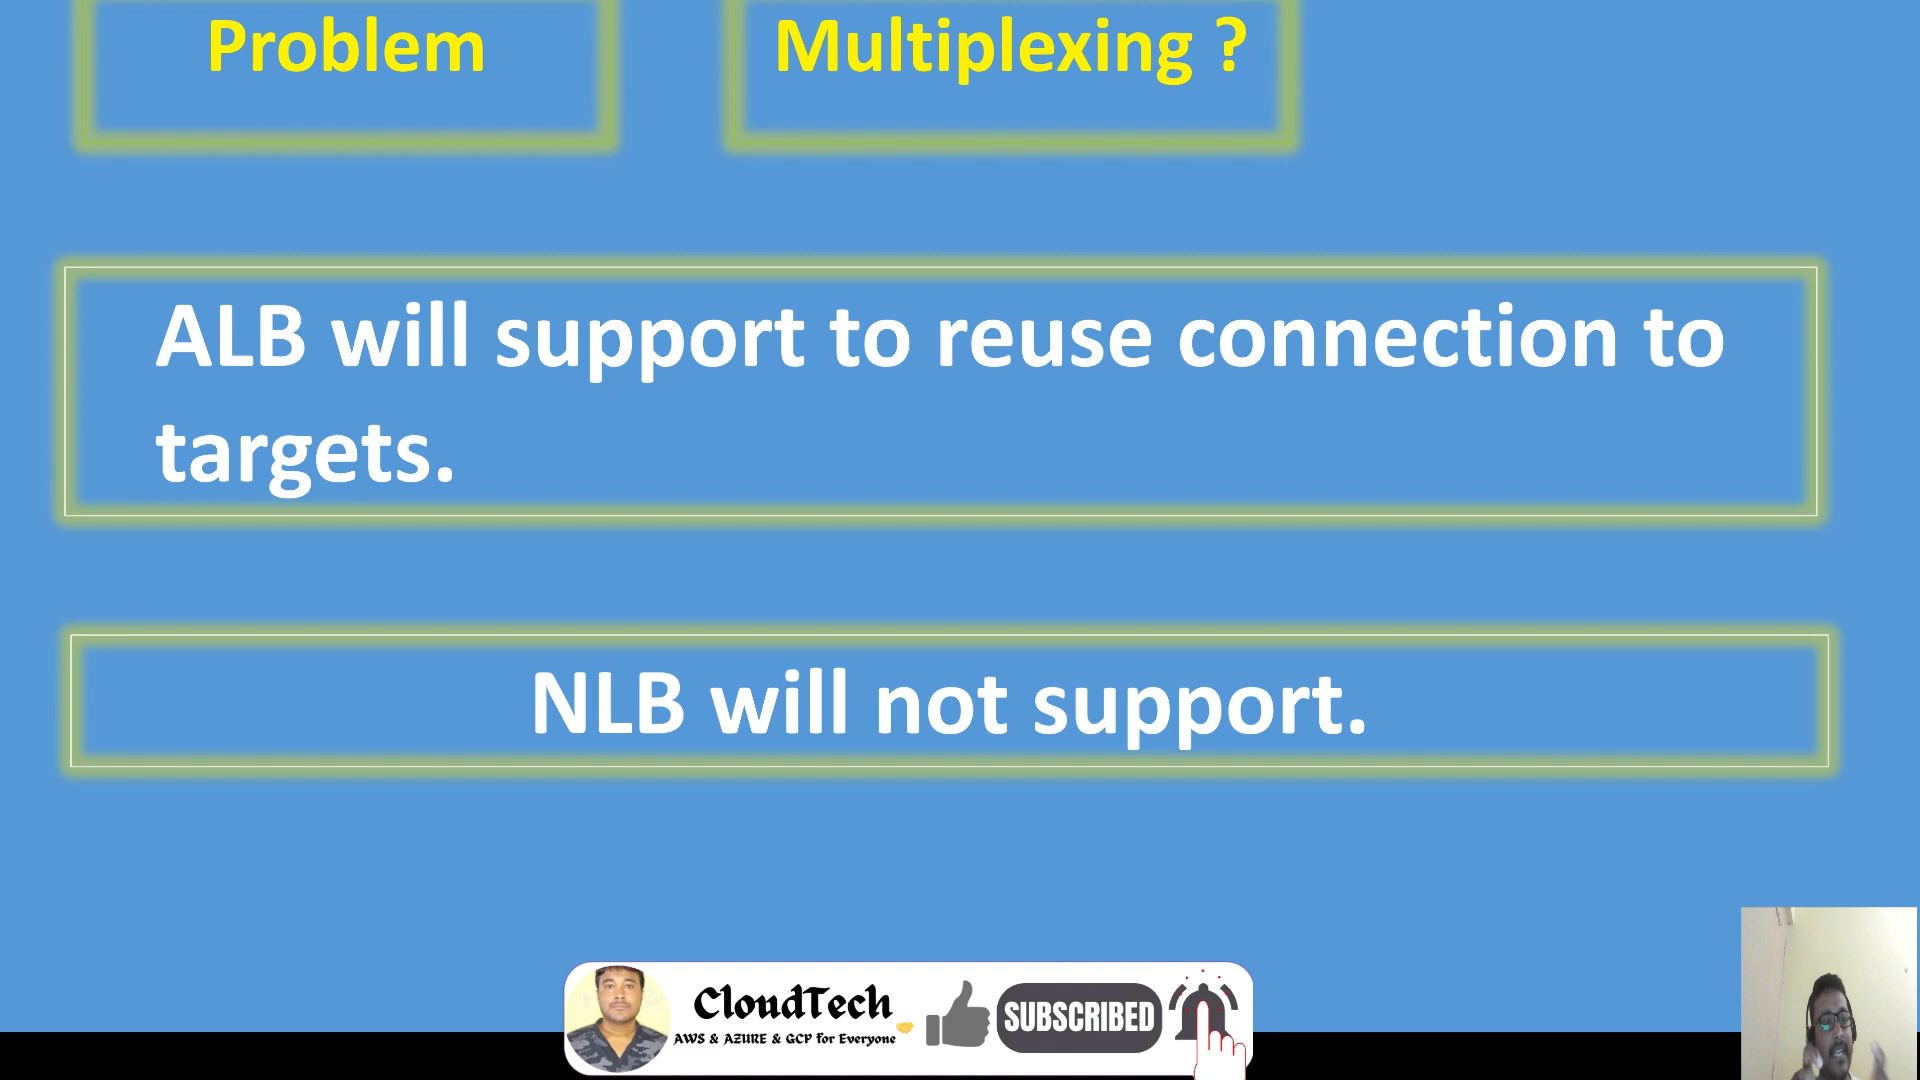 Problem
Multiplexing ?
ALB will support to reuse connection to
targets.
NLB will not support.
CloudTech
AWS & AZURE & GCP for Everyone
SUBSCRIBED